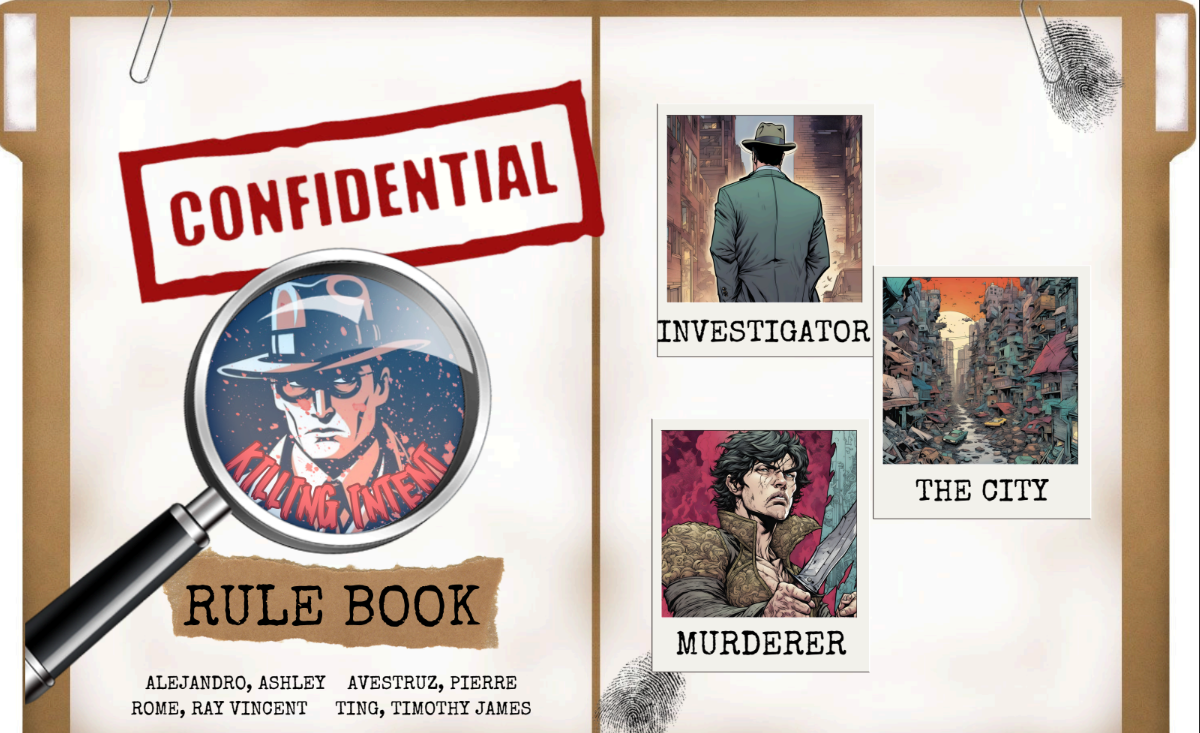 CONFIDENTIAL
KILLING INTENT
RULE BOOK
ALEJANDRO, ASHLEY AVESTRUZ, PIERRE
ROME, RAY VINCENT TING, TIMOTHY JAMES
INVESTIGATOR
THE CITY
MURDERER